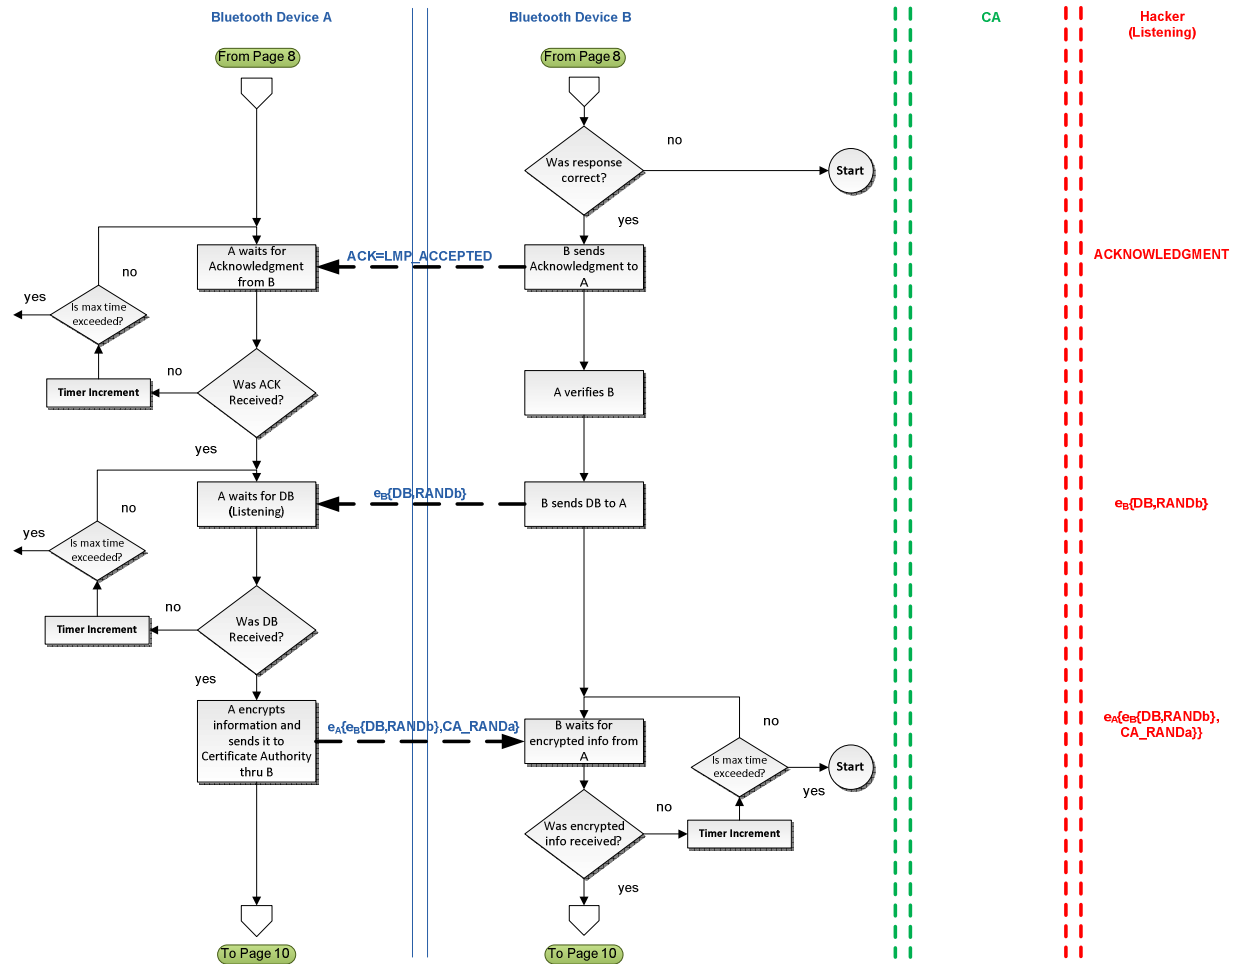 Bluetooth Device A
Bluetooth Device B
CA
Hacker
(Listening)
From Page 8
From Page 8
Was response
correct?
no
Start
yes
A waits for
Acknowledgment
from B
ACK=LMP_ACCEPTED
B sends
Acknowledgment to
A
ACKNOWLEDGMENT
no
yes
Is max time
exceeded?
Timer Increment
no
Was ACK
Received?
A verifies B
yes
A waits for DB
(Listening)
eB{DB,RANDb}
B sends DB to A
eB{DB,RANDb}
no
yes
Is max time
exceeded?
Timer Increment
no
Was DB
Received?
yes
A encrypts
information and
sends it to
Certificate Authority
thru B
eA{eB{DB,RANDb},CA_RANDa}
B waits for
encrypted info from
A
no
Is max time
exceeded?
yes
Start
eA{eB{DB,RANDb},
CA_RANDa}}
Was encrypted
info received?
no
Timer Increment
yes
To Page 10
To Page 10